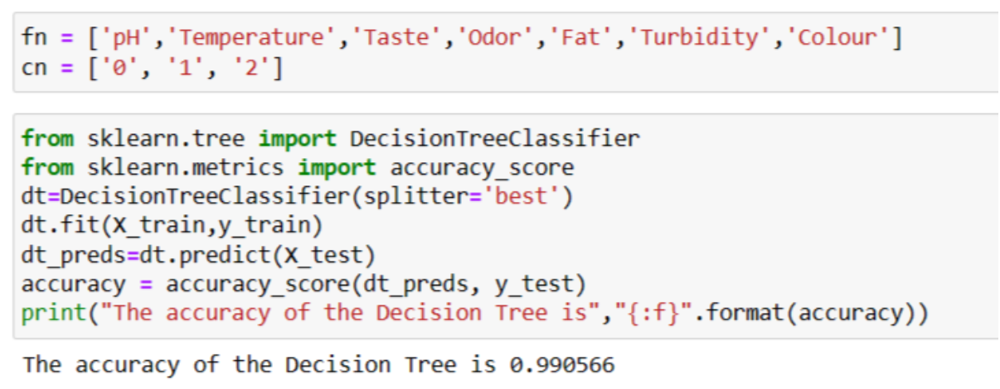 fn = ['pH','Temperature','Taste','Odor','Fat','Turbidity','Colour']
cn = ['0', '1', '2']
from sklearn.tree import DecisionTreeClassifier
from sklearn.metrics import accuracy_score
dt=DecisionTreeClassifier(splitter='best')
dt.fit(X_train,y_train)
dt_preds=dt.predict(X_test)
accuracy = accuracy_score(dt_preds, y_test)
print("The accuracy of the Decision Tree is","{:f}".format(accuracy))
The accuracy of the Decision Tree is 0.990566